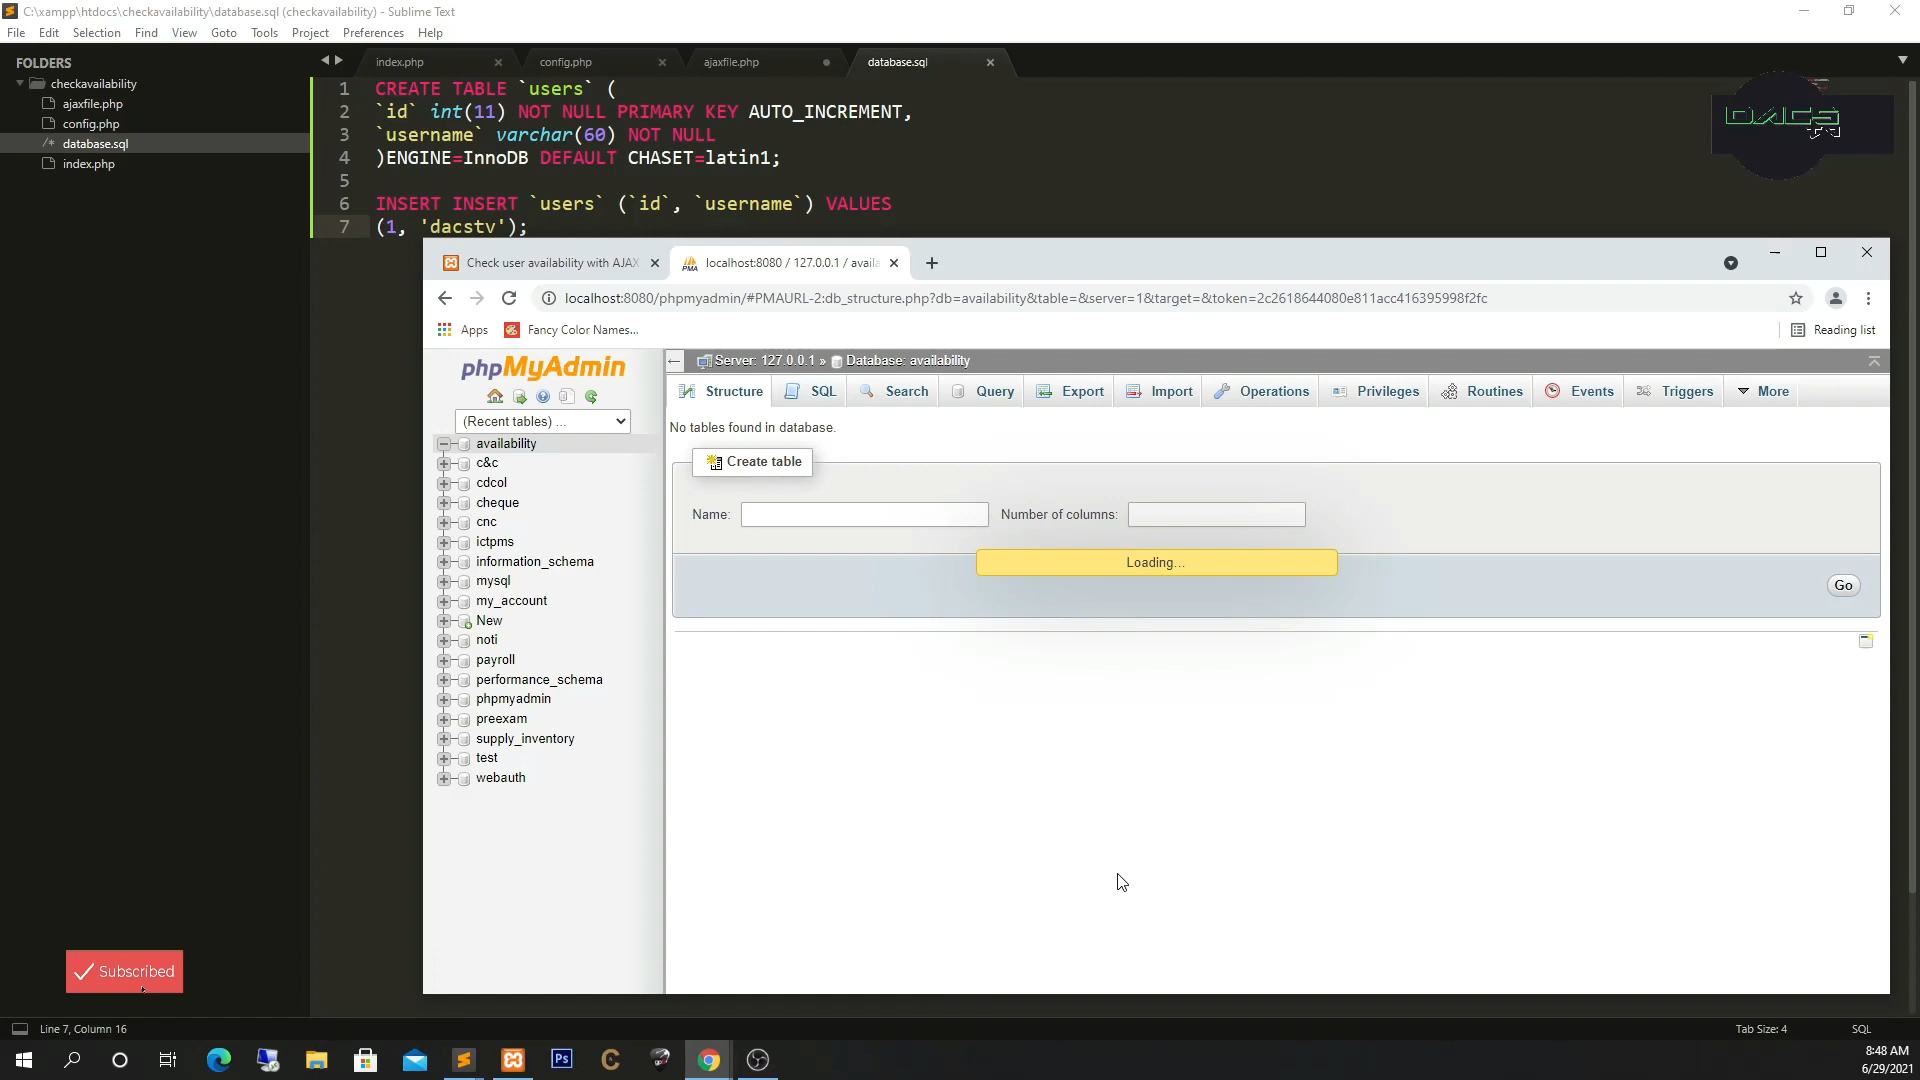 C:\xampp\htdocs\checkavailability\database.sql (checkavailability) - Sublime Text
File Edit Selection Find View Goto Tools Project Preferences Help
FOLDERS
checkavailability
ajaxfile.php
config.php
/* database.sql
index.php
index.php config.php ajaxfile.php database.sql
1 CREATE TABLE `users` (
2 `id` int(11) NOT NULL PRIMARY KEY AUTO_INCREMENT,
3 `username` varchar(60) NOT NULL
4 )ENGINE=InnoDB DEFAULT CHASET=latin1;
5
6 INSERT INSERT `users` (`id`, `username`) VALUES
7 (1, 'dacstv');
Check user availability with AJAX localhost:8080 / 127.0.0.1 / availa
localhost:8080/phpmyadmin/#PMAURL-2:db_structure.php?db=availability&table=&server=1&target=&token=2c2618644080e811acc416395998f2fc
Apps Fancy Color Names... Reading list
phpMyAdmin
(Recent tables) ...
availability
c&c
cdcol
cheque
cnc
ictpms
information_schema
mysql
my_account
New
noti
payroll
performance_schema
phpmyadmin
preexam
supply_inventory
test
webauth
Server: 127.0.0.1 » Database: availability
Structure SQL Search Query Export Import Operations Privileges Routines Events Triggers More
No tables found in database.
Create table
Name: Number of columns:
Loading...
Go
Subscribed
Line 7, Column 16 Tab Size: 4 SQL
8:48 AM
6/29/2021